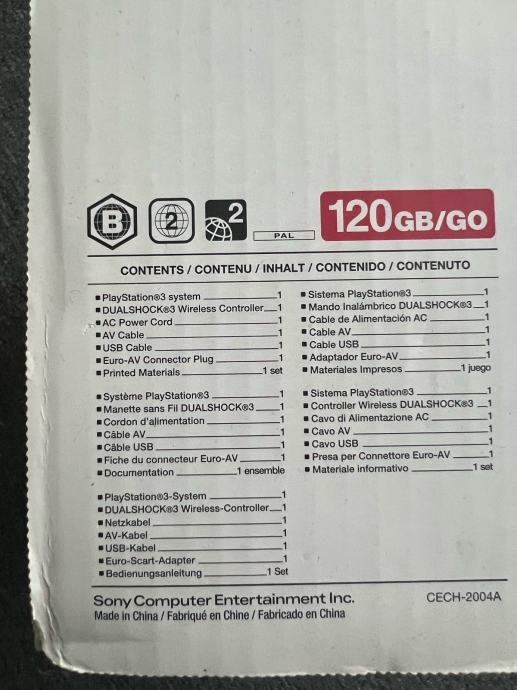 B 2 2 PAL 120GB/GO
CONTENTS / CONTENU / INHALT / CONTENIDO / CONTENUTO
PlayStation®3 system 1
DUALSHOCK®3 Wireless Controller 1
AC Power Cord 1
AV Cable 1
USB Cable 1
Euro-AV Connector Plug 1
Printed Materials 1 set
Système PlayStation®3 1
Manette sans Fil DUALSHOCK®3 1
Cordon d'alimentation 1
Câble AV 1
Câble USB 1
Fiche du connecteur Euro-AV 1
Documentation 1 ensemble
PlayStation®3-System 1
DUALSHOCK®3 Wireless-Controller 1
Netzkabel 1
AV-Kabel 1
USB-Kabel 1
Euro-Scart-Adapter 1
Bedienungsanleitung 1 Set
Sistema PlayStation®3 1
Mando Inalámbrico DUALSHOCK®3 1
Cable de Alimentación AC 1
Cable AV 1
Cable USB 1
Adaptador Euro-AV 1
Materiales Impresos 1 juego
Sistema PlayStation®3 1
Controller Wireless DUALSHOCK®3 1
Cavo di Alimentazione AC 1
Cavo AV 1
Cavo USB 1
Presa per Connettore Euro-AV 1
Materiale informativo 1 set
Sony Computer Entertainment Inc. CECH-2004A
Made in China / Fabriqué en Chine / Fabricado en China